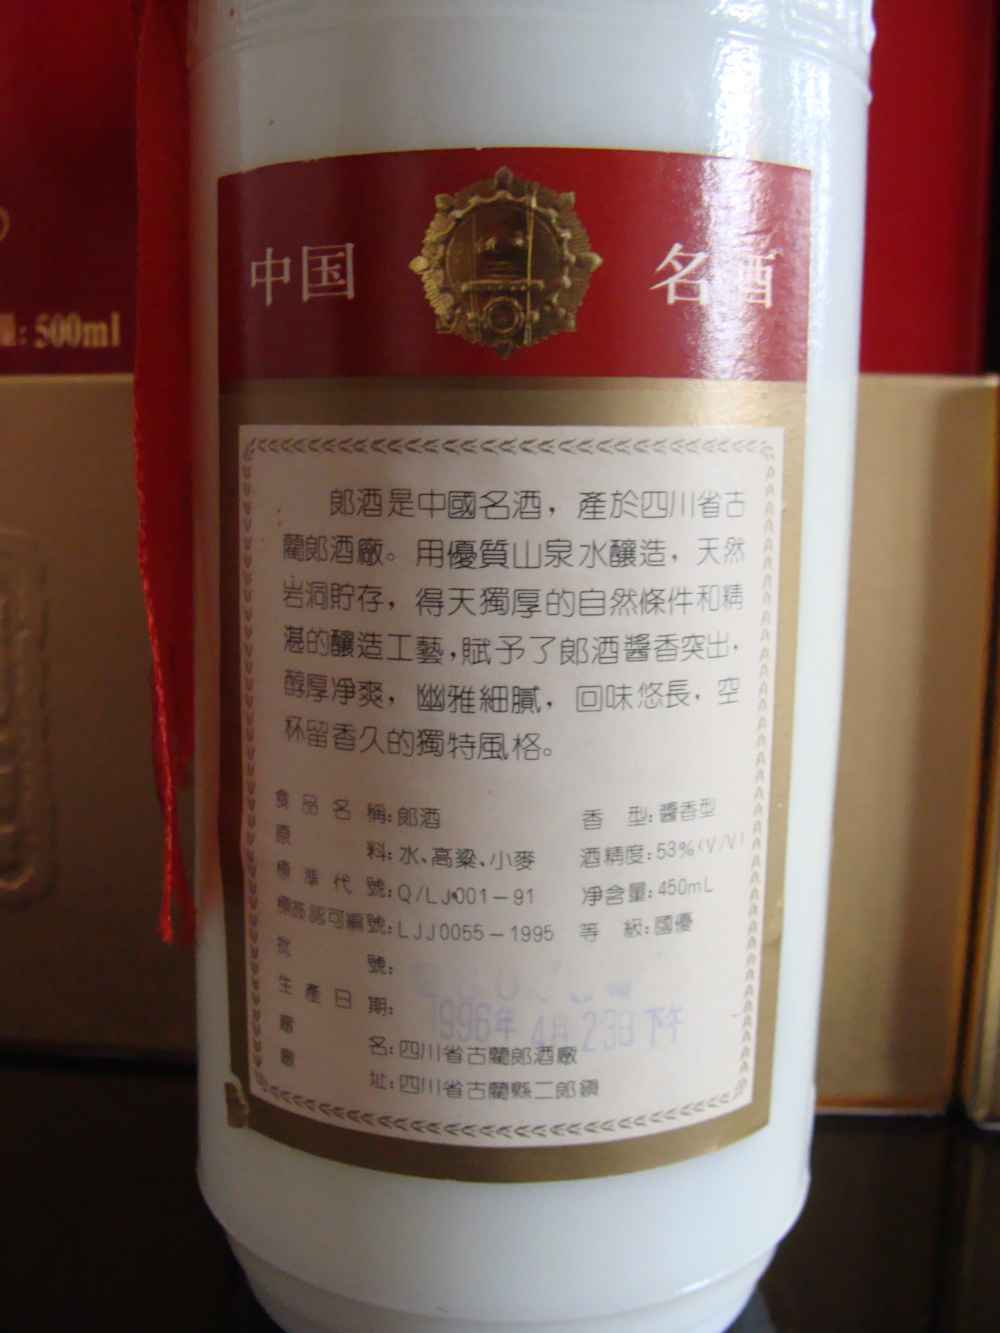 中国 名酒
:500ml
郎酒是中國名酒，產於四川省古
藺郎酒廠。用優質山泉水釀造，天然
岩洞貯存，得天獨厚的自然條件和精
湛的釀造工藝，賦予了郎酒醬香突出，
醇厚净爽，幽雅細膩，回味悠長，空
杯留香久的獨特風格。
食品名稱:郎酒 香型:醬香型
原料:水、高粱、小麥 酒精度:53%(V/V)
標準代號:Q/LJ001-91 净含量:450mL
標簽認可編號:LJJ0055-1995 等級:國優
批號:
生產日期: 1996年4月23日下午
廠名:四川省古藺郎酒廠
廠址:四川省古藺縣二郎鎮